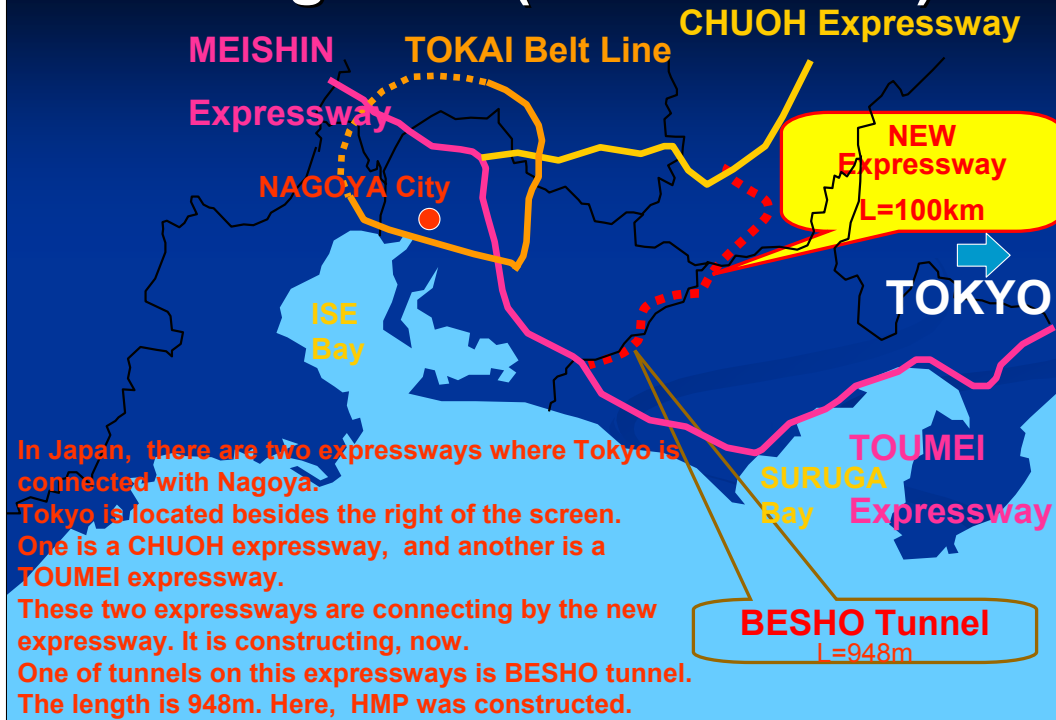 CHUOH Expressway
MEISHIN
Expressway
TOKAI Belt Line
NEW
Expressway
L=100km
NAGOYA City
TOKYO
ISE
Bay
TOUMEI
Expressway
SURUGA
Bay
In Japan, there are two expressways where Tokyo is
connected with Nagoya.
Tokyo is located besides the right of the screen.
One is a CHUOH expressway, and another is a
TOUMEI expressway.
These two expressways are connecting by the new
expressway. It is constructing, now.
One of tunnels on this expressways is BESHO tunnel.
The length is 948m. Here, HMP was constructed.
BESHO Tunnel
L=948m